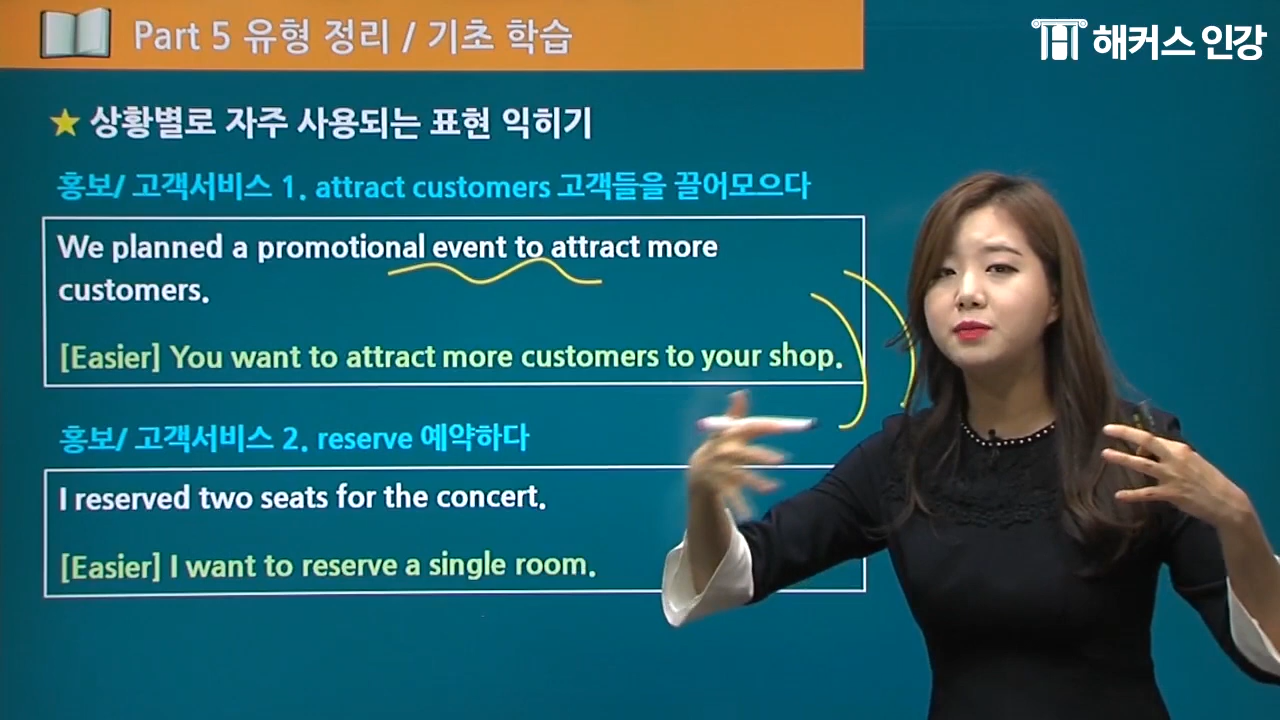 Part 5 유형 정리 / 기초 학습
해커스 인강
★ 상황별로 자주 사용되는 표현 익히기
홍보/ 고객서비스 1. attract customers 고객들을 끌어모으다
We planned a promotional event to attract more
customers.
[Easier] You want to attract more customers to your shop.
홍보/ 고객서비스 2. reserve 예약하다
I reserved two seats for the concert.
[Easier] I want to reserve a single room.